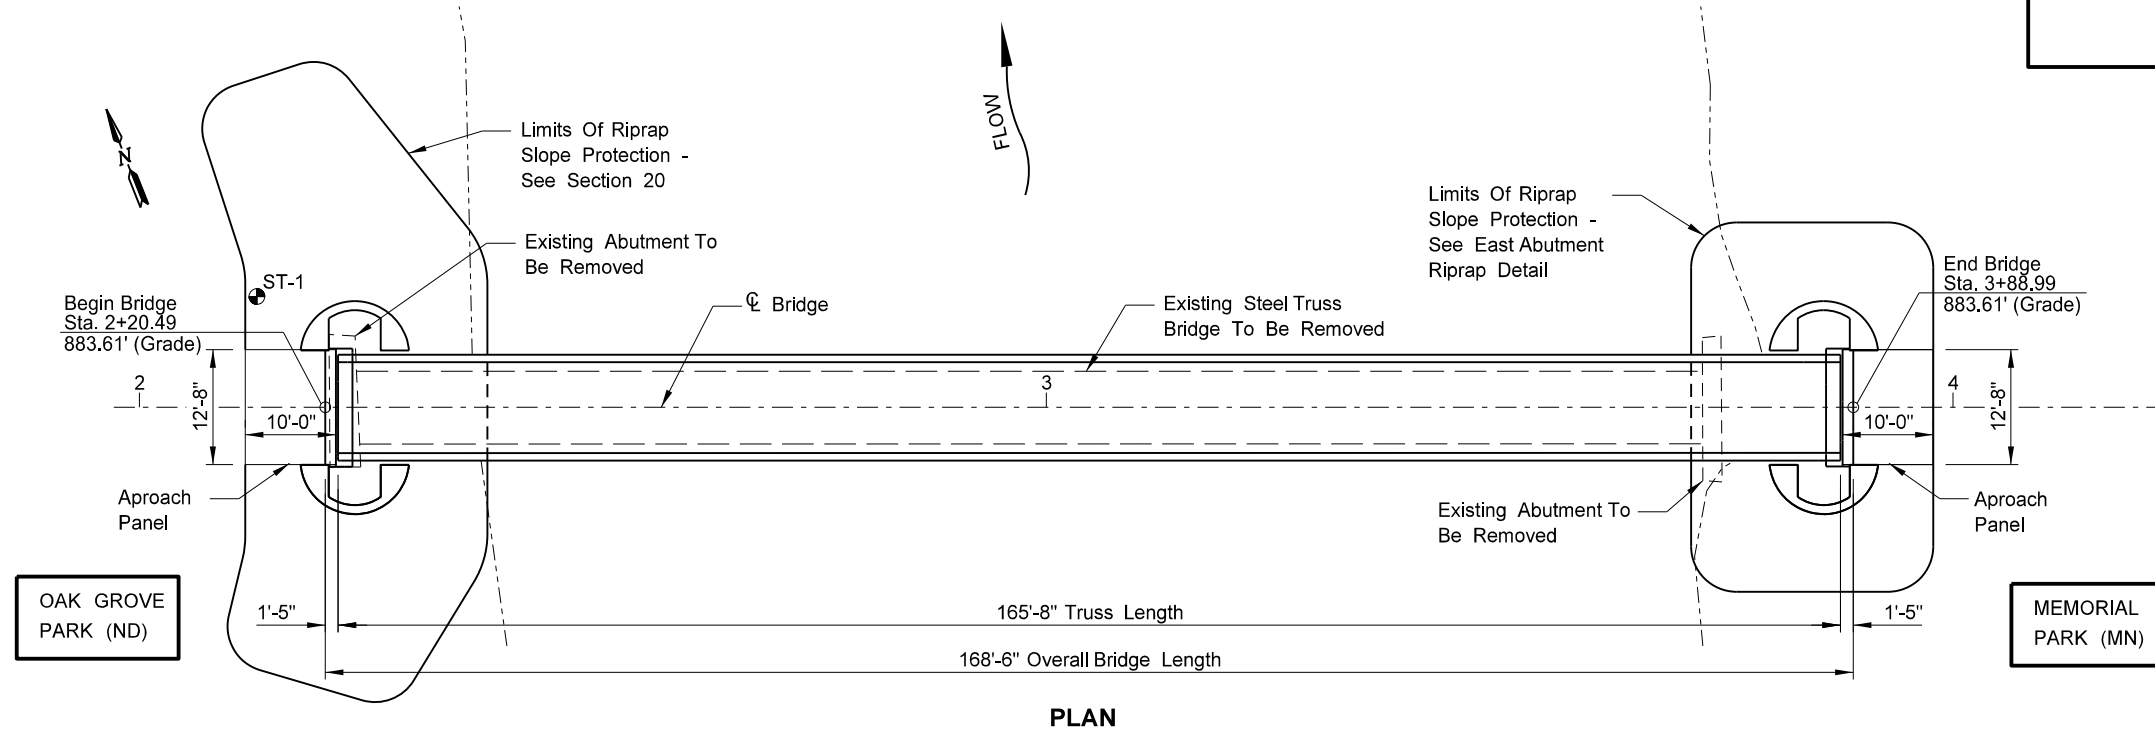 Limits Of Riprap
Slope Protection -
See Section 20
N
FLOW
Existing Abutment To
Be Removed
Limits Of Riprap
Slope Protection -
See East Abutment
Riprap Detail
ST-1
Begin Bridge
Sta. 2+20.49
883.61' (Grade)
℄ Bridge
Existing Steel Truss
Bridge To Be Removed
End Bridge
Sta. 3+88.99
883.61' (Grade)
2
3
4
12'-8"
10'-0"
10'-0"
12'-8"
Aproach
Panel
Existing Abutment To
Be Removed
Aproach
Panel
OAK GROVE
PARK (ND)
1'-5"
165'-8" Truss Length
1'-5"
MEMORIAL
PARK (MN)
168'-6" Overall Bridge Length
PLAN